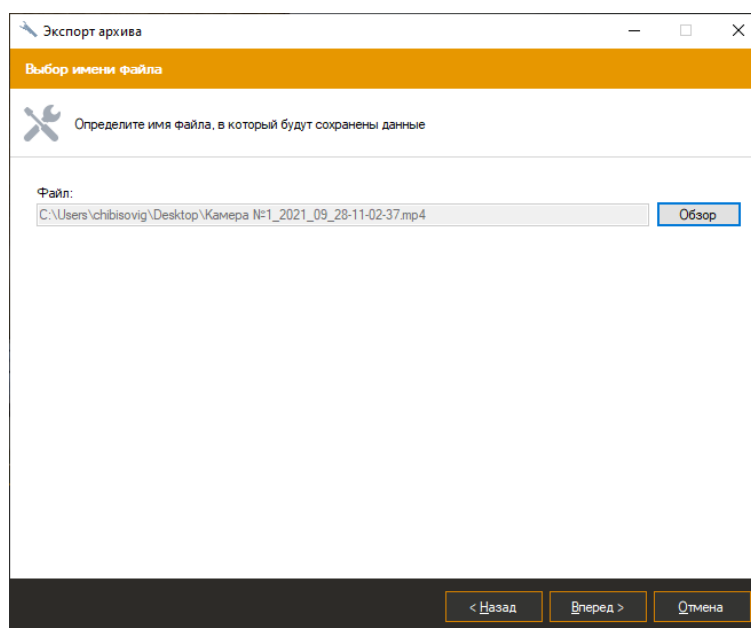 Экспорт архива
Выбор имени файла
Определите имя файла, в который будут сохранены данные
Файл:
C:\Users\chibisovig\Desktop\Камера №1_2021_09_28-11-02-37.mp4
Обзор
< Назад
Вперед >
Отмена